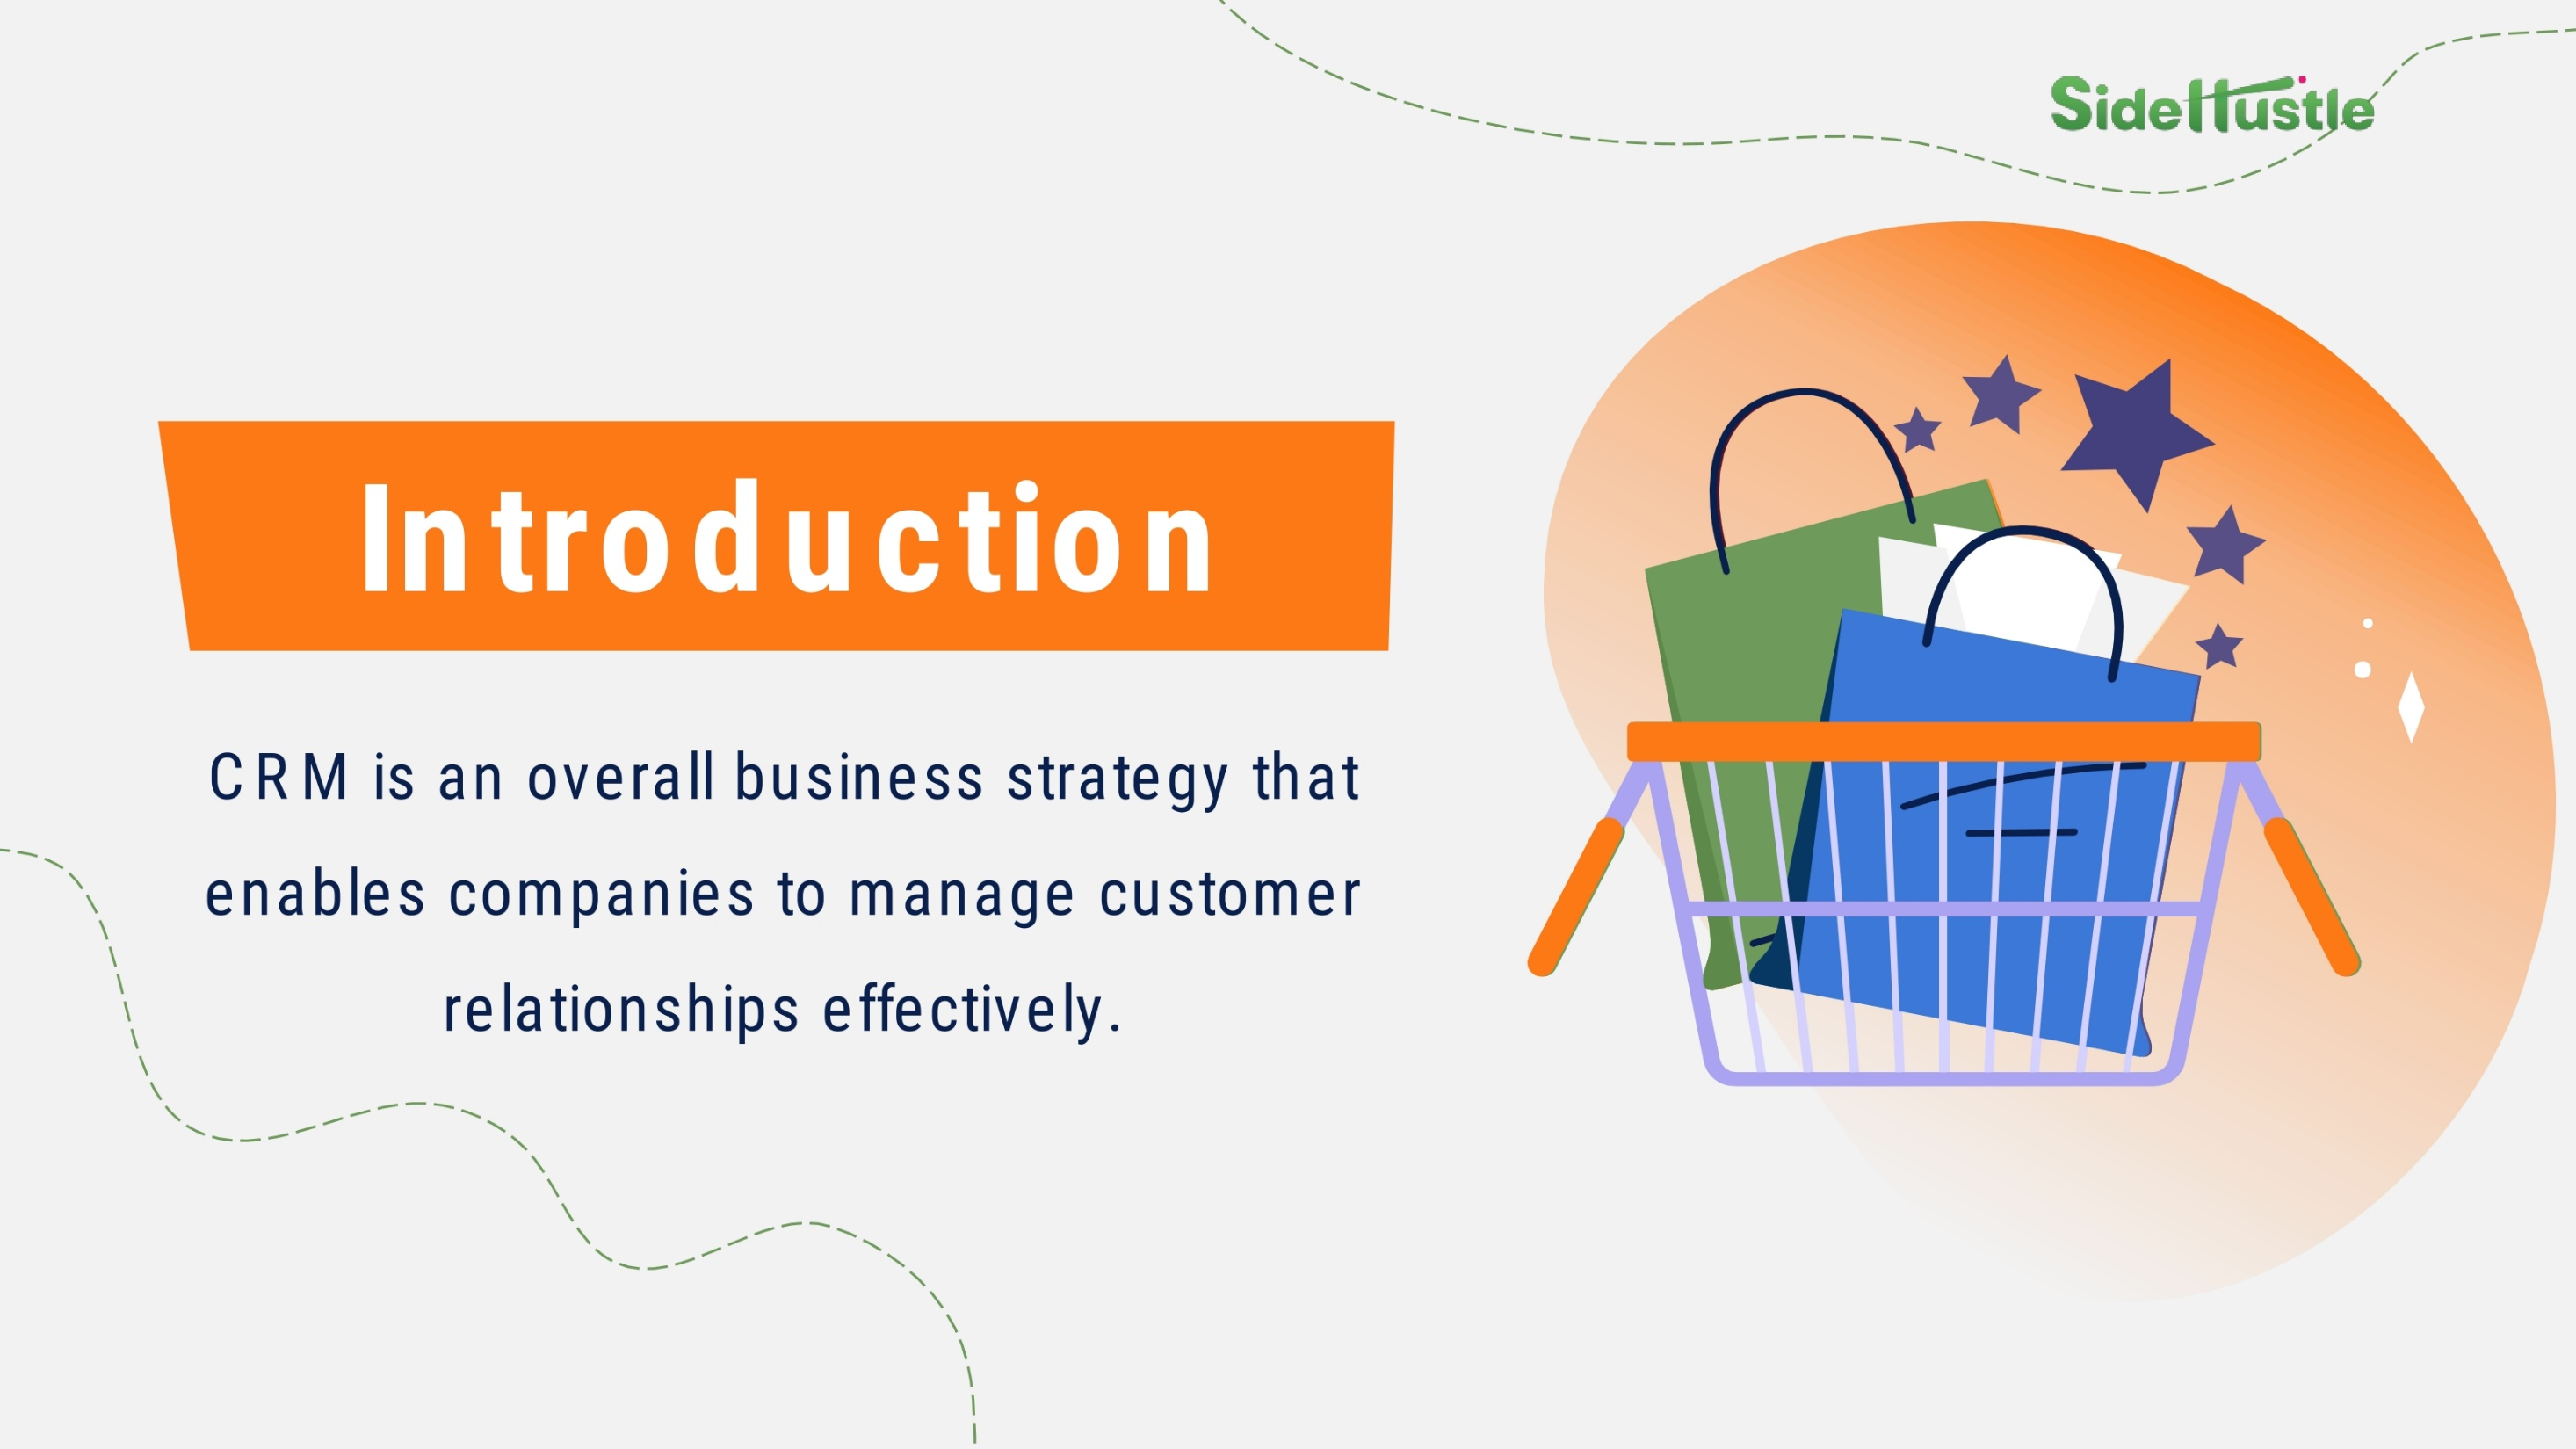 SideHustle
Introduction
CRM is an overall business strategy that
enables companies to manage customer
relationships effectively.